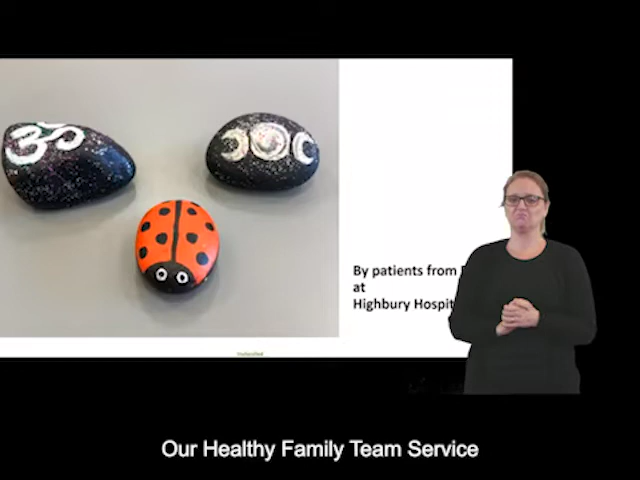 By patients from
at
Highbury Hospit
Our Healthy Family Team Service